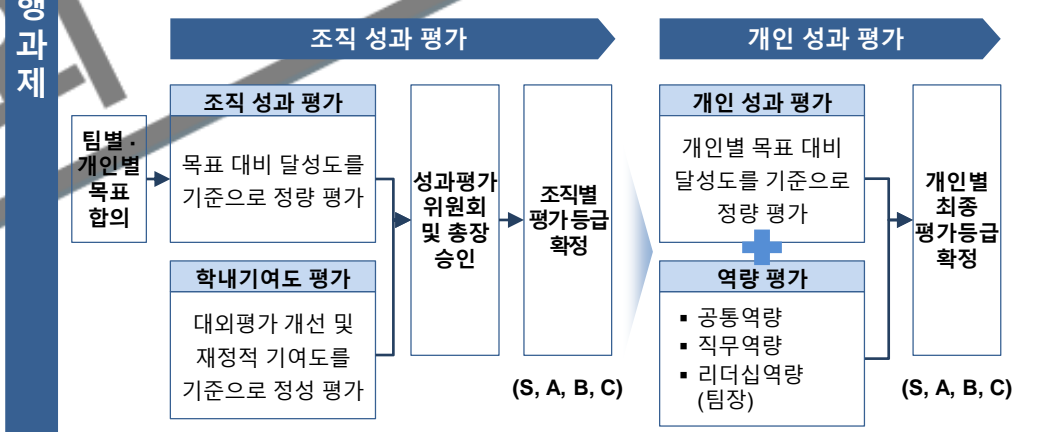 행
과
제
조직 성과 평가
개인 성과 평가
팀별 ·
개인별
목표
합의
조직 성과 평가
목표 대비 달성도를
기준으로 정량 평가
학내기여도 평가
대외평가 개선 및
재정적 기여도를
기준으로 정성 평가
성과평가
위원회
및 총장
승인
조직별
평가등급
확정
(S, A, B, C)
개인 성과 평가
개인별 목표 대비
달성도를 기준으로
정량 평가
역량 평가
▪ 공통역량
▪ 직무역량
▪ 리더십역량
(팀장)
개인별
최종
평가등급
확정
(S, A, B, C)